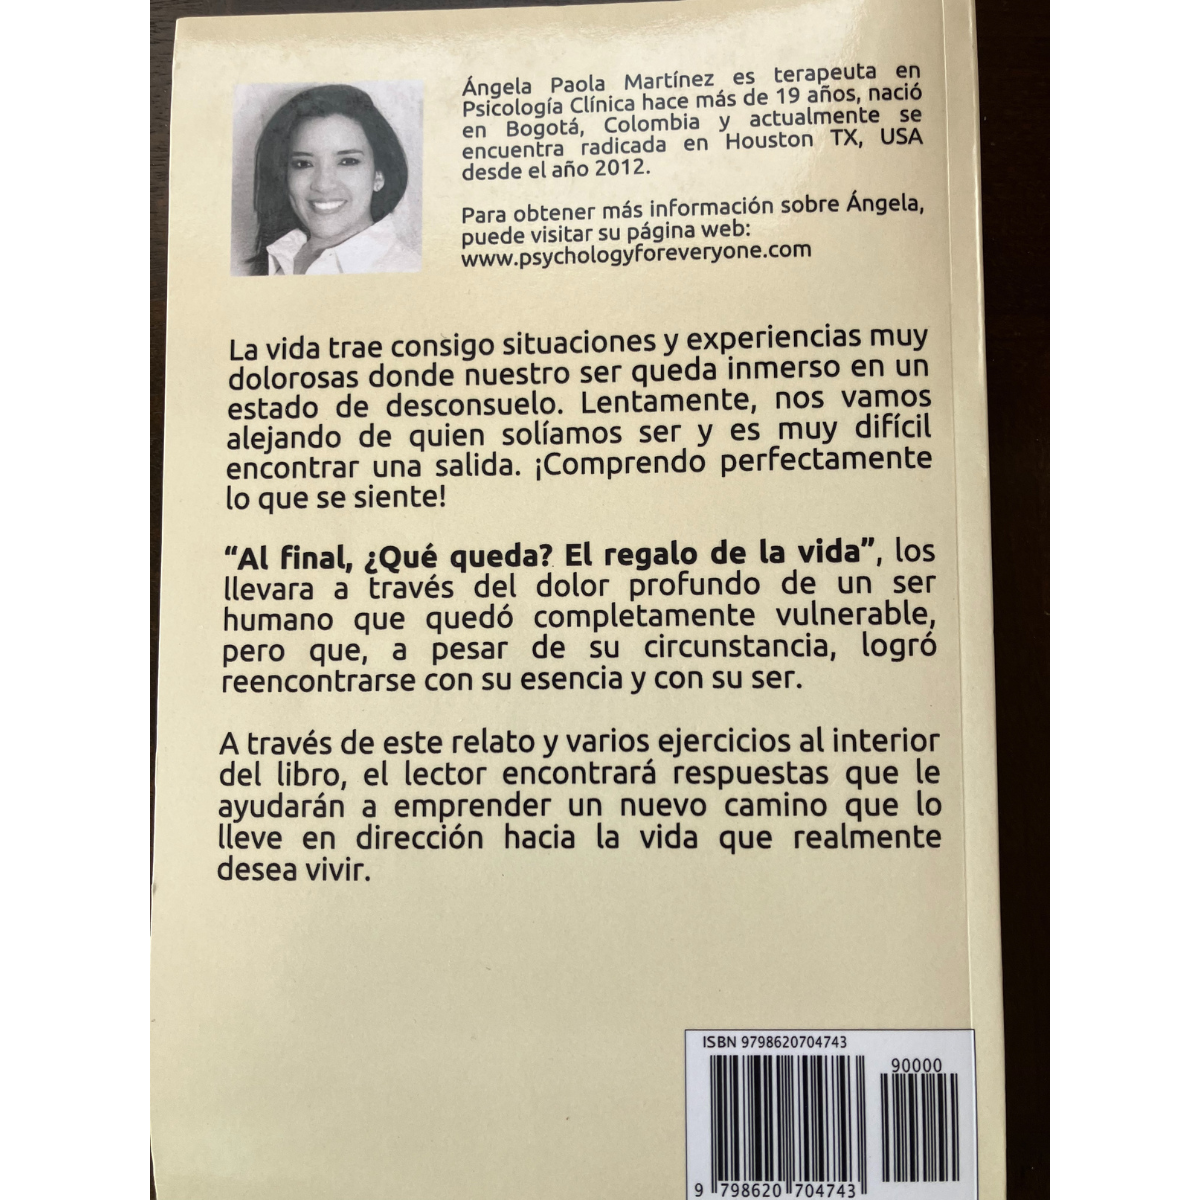 Ángela Paola Martínez es terapeuta en
Psicología Clínica hace más de 19 años, nació
en Bogotá, Colombia y actualmente se
encuentra radicada en Houston TX, USA
desde el año 2012.
Para obtener más información sobre Ángela,
puede visitar su página web:
www.psychologyforeveryone.com
La vida trae consigo situaciones y experiencias muy
dolorosas donde nuestro ser queda inmerso en un
estado de desconsuelo. Lentamente, nos vamos
alejando de quien solíamos ser y es muy difícil
encontrar una salida. ¡Comprendo perfectamente
lo que se siente!
“Al final, ¿Qué queda? El regalo de la vida”, los
llevara a través del dolor profundo de un ser
humano que quedó completamente vulnerable,
pero que, a pesar de su circunstancia, logró
reencontrarse con su esencia y con su ser.
A través de este relato y varios ejercicios al interior
del libro, el lector encontrará respuestas que le
ayudarán a emprender un nuevo camino que lo
lleve en dirección hacia la vida que realmente
desea vivir.
ISBN 9798620704743
90000
9 798620 704743